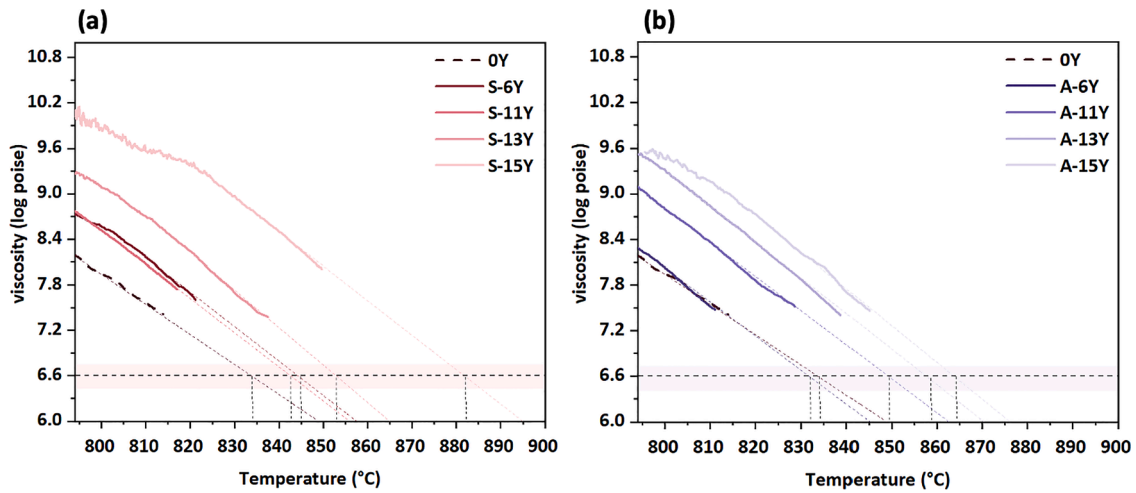 (a)
10.8
10.2
9.6
9.0
8.4
7.8
7.2
6.6
6.0
viscosity (log poise)
800 810 820 830 840 850 860 870 880 890 900
Temperature (°C)
0Y
S-6Y
S-11Y
S-13Y
S-15Y
(b)
10.8
10.2
9.6
9.0
8.4
7.8
7.2
6.6
6.0
viscosity (log poise)
800 810 820 830 840 850 860 870 880 890 900
Temperature (°C)
0Y
A-6Y
A-11Y
A-13Y
A-15Y